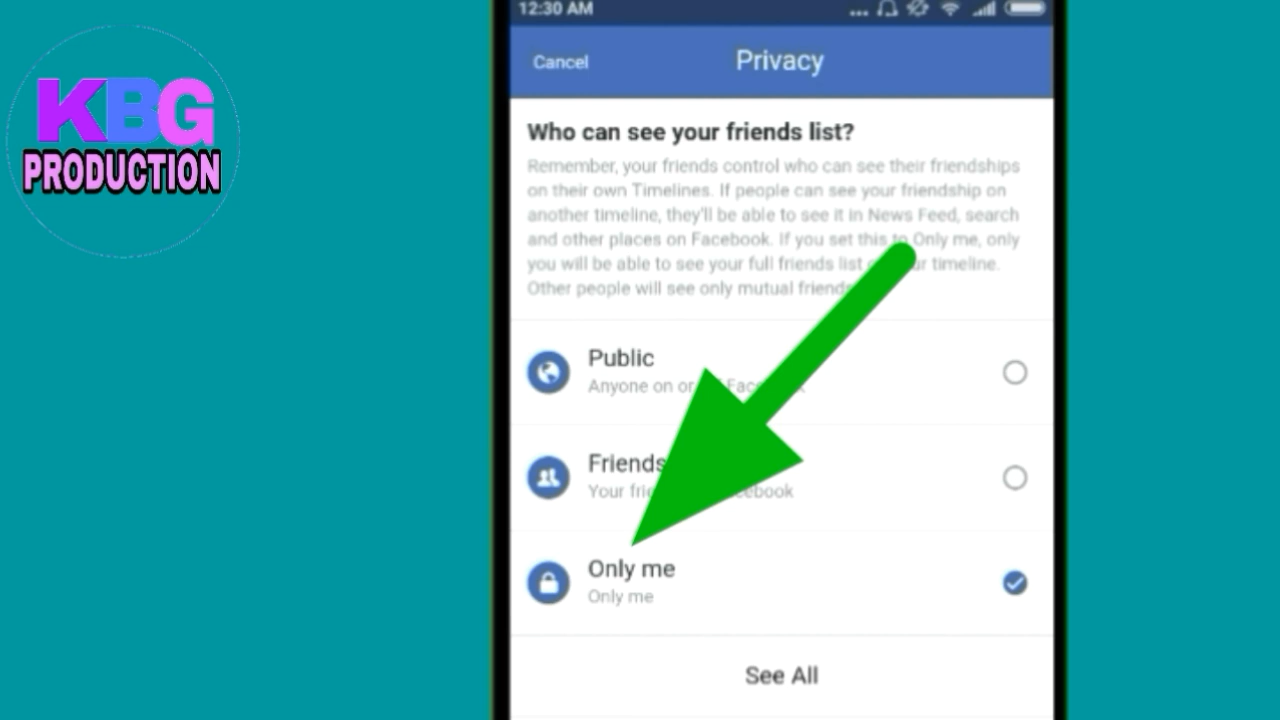 12:30 AM
KBG
PRODUCTION
Cancel
Privacy
Who can see your friends list?
Remember, your friends control who can see their friendships
on their own Timelines. If people can see your friendship on
another timeline, they'll be able to see it in News Feed, search
and other places on Facebook. If you set this to Only me, only
you will be able to see your full friends list timeline.
Other people will see only mutual friends
Public
Anyone on or
Friends
Your
Only me
Only me
See All